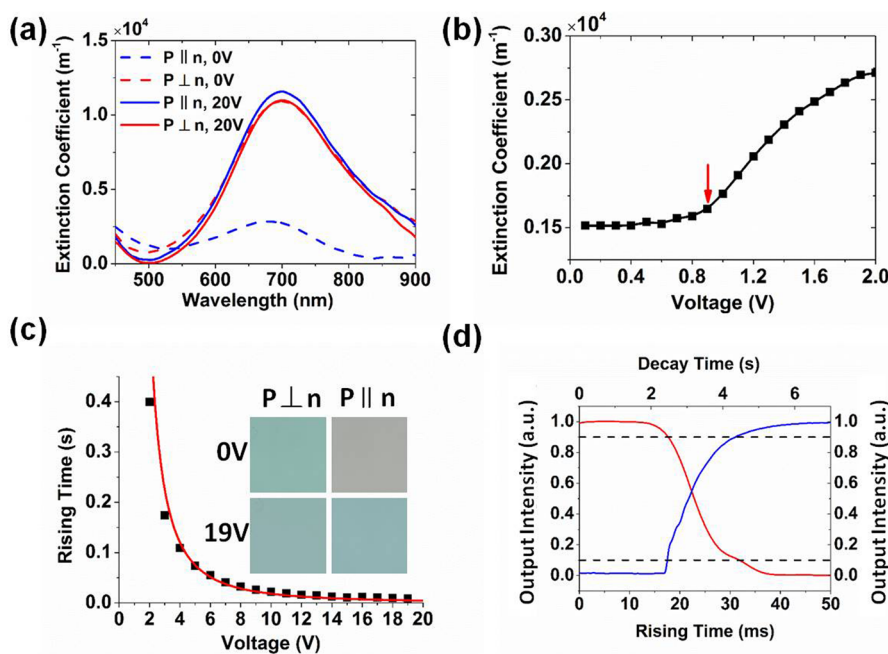 (a)
×10⁴
1.5
1.0
0.5
0.0
Extinction Coefficient (m⁻¹)
P ∥ n, 0V
P ⊥ n, 0V
P ∥ n, 20V
P ⊥ n, 20V
500 600 700 800 900
Wavelength (nm)
(b)
×10⁴
0.30
0.25
0.20
0.15
0.10
Extinction Coefficient (m⁻¹)
0.0 0.4 0.8 1.2 1.6 2.0
Voltage (V)
(c)
0.4
0.3
0.2
0.1
0.0
Rising Time (s)
P ⊥ n P ∥ n
0V
19V
0 2 4 6 8 10 12 14 16 18 20
Voltage (V)
(d)
Decay Time (s)
0 2 4 6
1.0 1.0
0.8 0.8
0.6 0.6
0.4 0.4
0.2 0.2
0.0 0.0
Output Intensity (a.u.)
Output Intensity (a.u.)
0 10 20 30 40 50
Rising Time (ms)